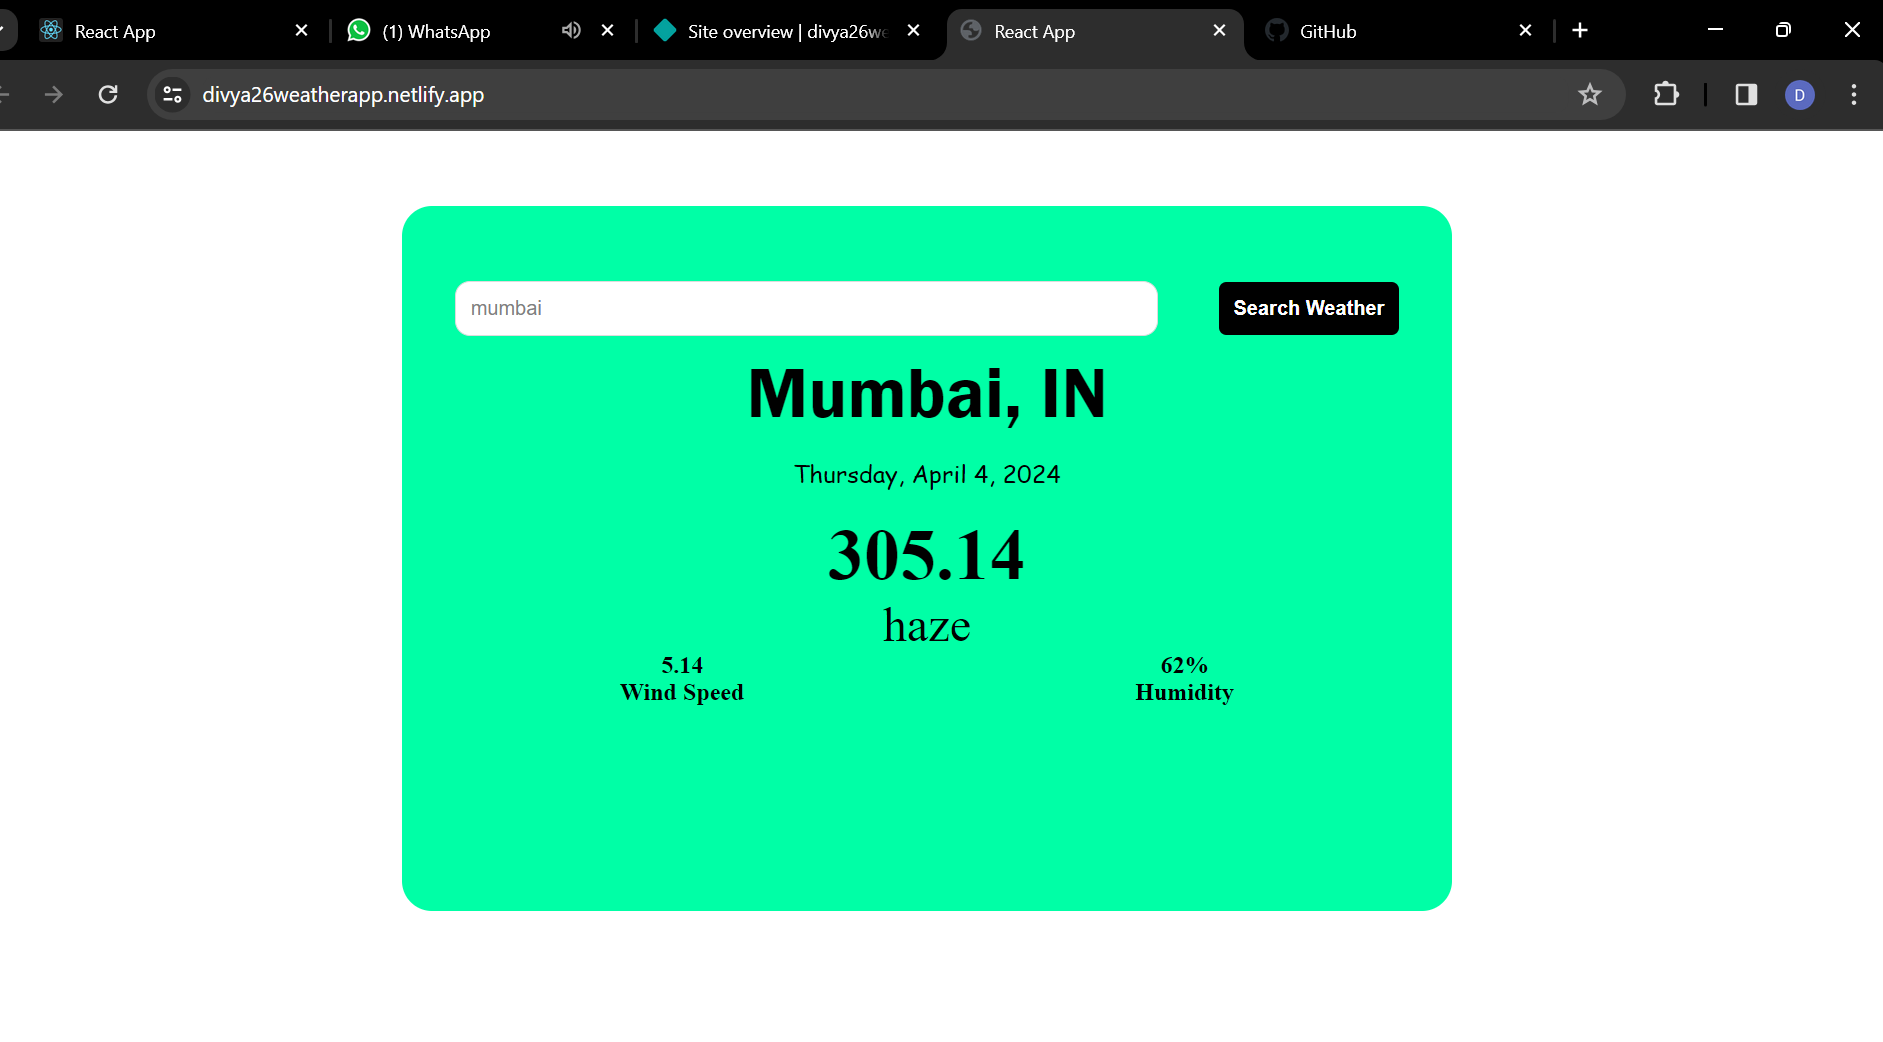 React App
(1) WhatsApp
Site overview | divya26we
React App
GitHub
divya26weatherapp.netlify.app
D
mumbai
Search Weather
Mumbai, IN
Thursday, April 4, 2024
305.14
haze
5.14
Wind Speed
62%
Humidity